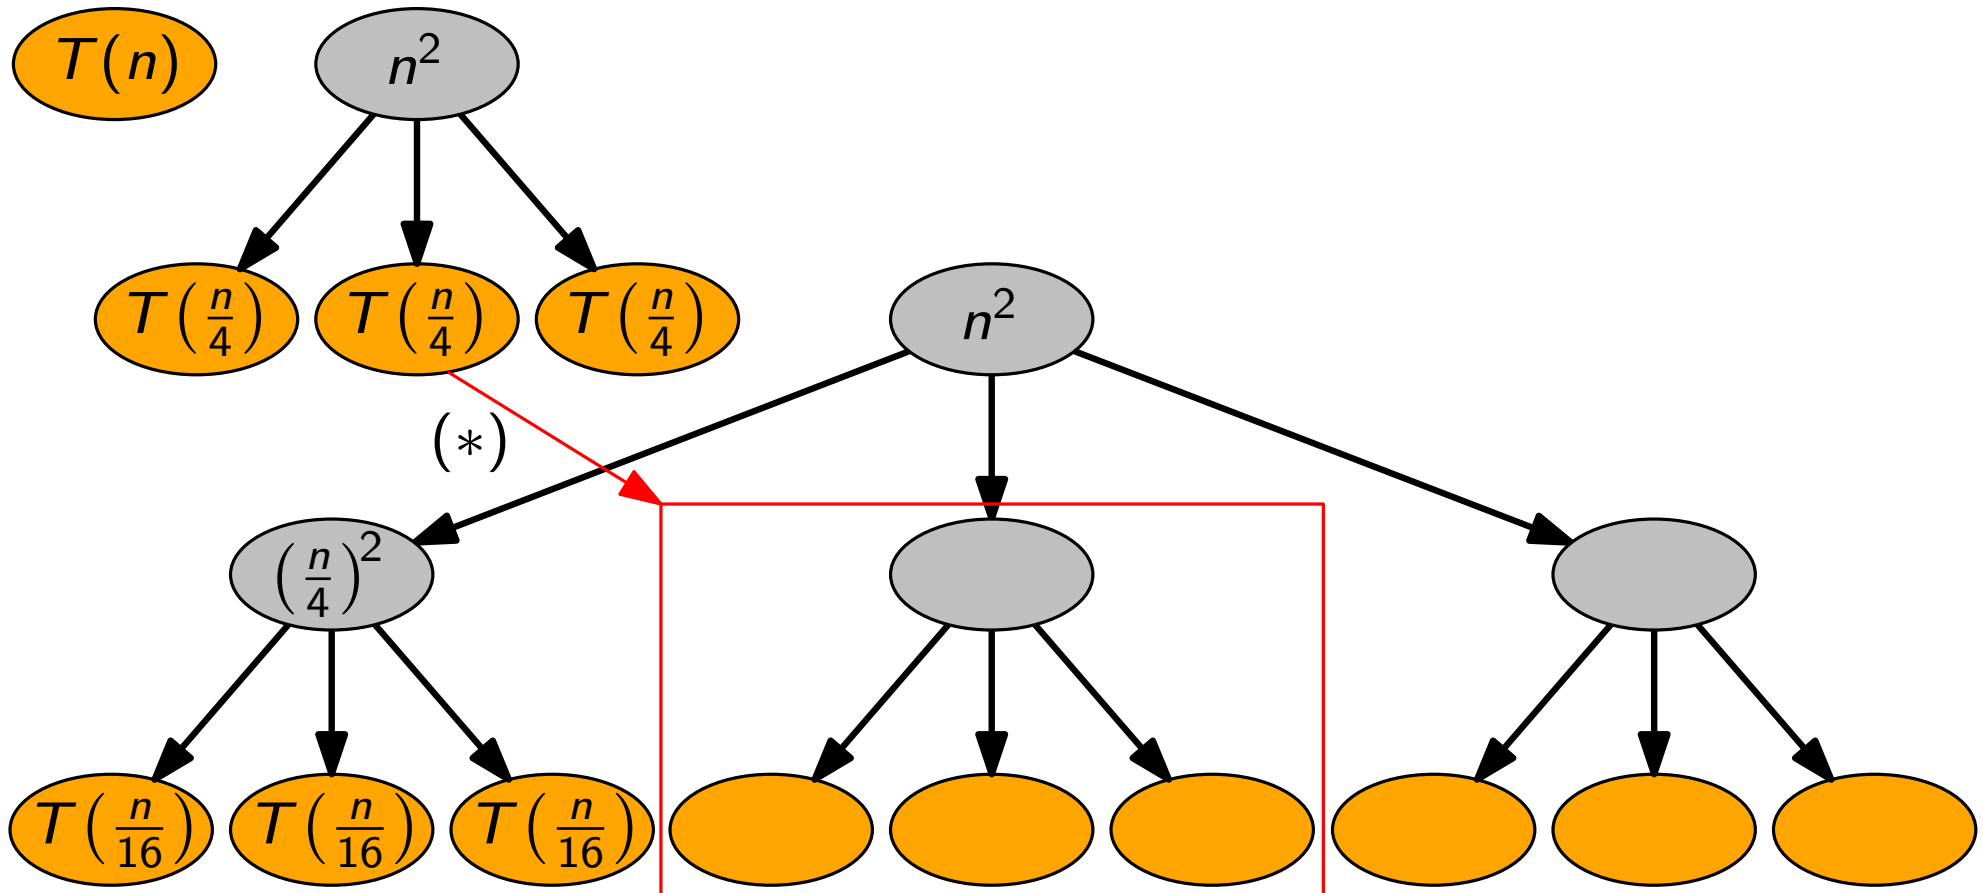 T(n) n²
T(n/4) T(n/4) T(n/4) n²
(*)
(n/4)²
T(n/16) T(n/16) T(n/16)